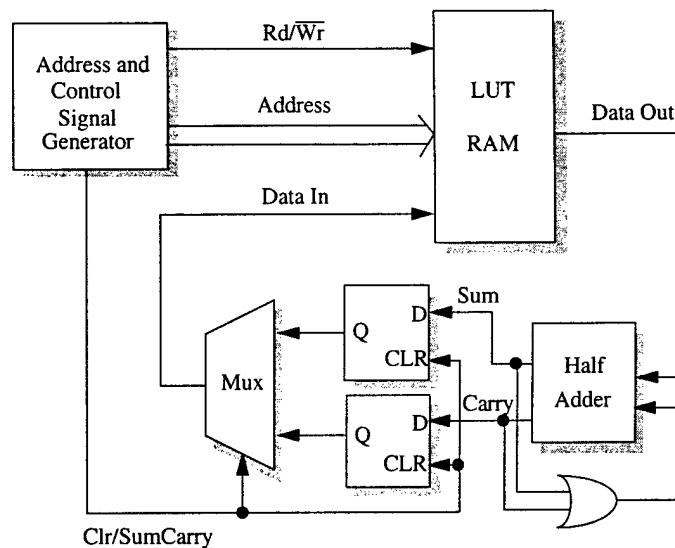 Address and
Control
Signal
Generator
Rd/W̅r̅
Address
Data In
LUT
RAM
Data Out
Mux
Q
D
CLR
Q
D
CLR
Sum
Carry
Half
Adder
Clr/SumCarry